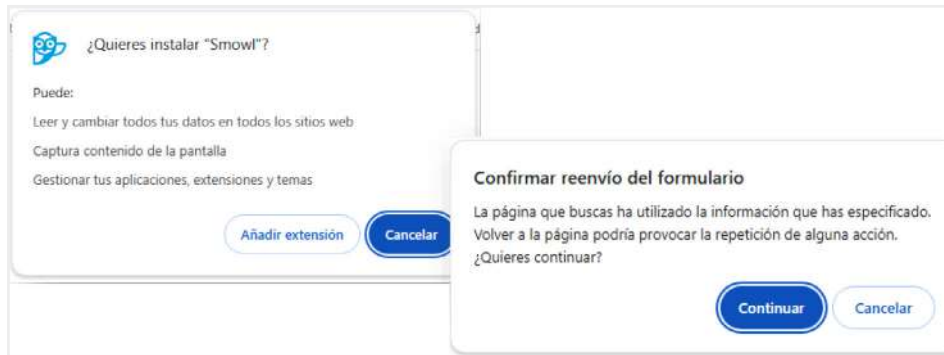 ¿Quieres instalar "Smowl"?
Puede:
Leer y cambiar todos tus datos en todos los sitios web
Captura contenido de la pantalla
Gestionar tus aplicaciones, extensiones y temas
Añadir extensión
Cancelar
Confirmar reenvío del formulario
La página que buscas ha utilizado la información que has especificado.
Volver a la página podría provocar la repetición de alguna acción.
¿Quieres continuar?
Continuar
Cancelar